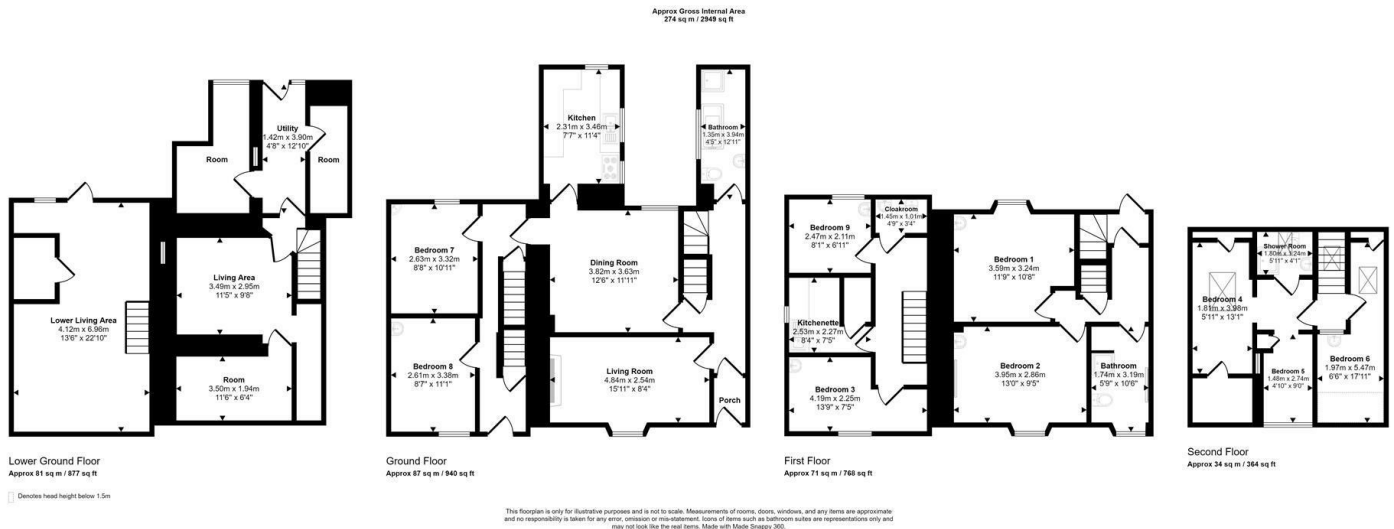 Approx Gross Internal Area
274 sq m / 2949 sq ft
Utility
1.42m x 3.90m
4'8" x 12'10"
Room
Room
Living Area
3.49m x 2.95m
11'5" x 9'8"
Lower Living Area
4.12m x 6.96m
13'6" x 22'10"
Room
3.50m x 1.94m
11'6" x 6'4"
Lower Ground Floor
Approx 81 sq m / 877 sq ft
Denotes head height below 1.5m
Kitchen
2.31m x 3.46m
7'7" x 11'4"
Bathroom
1.35m x 3.94m
4'5" x 12'11"
Bedroom 7
2.63m x 3.32m
8'8" x 10'11"
Dining Room
3.82m x 3.63m
12'6" x 11'11"
Bedroom 8
2.61m x 3.38m
8'7" x 11'1"
Living Room
4.84m x 2.54m
15'11" x 8'4"
Porch
Ground Floor
Approx 87 sq m / 940 sq ft
Cloakroom
1.45m x 1.01m
4'9" x 3'4"
Bedroom 9
2.47m x 2.11m
8'1" x 6'11"
Bedroom 1
3.59m x 3.24m
11'9" x 10'8"
Kitchenette
2.53m x 2.27m
8'4" x 7'5"
Bedroom 2
3.95m x 2.86m
13'0" x 9'5"
Bathroom
1.74m x 3.19m
5'9" x 10'6"
Bedroom 3
4.19m x 2.25m
13'9" x 7'5"
First Floor
Approx 71 sq m / 768 sq ft
Shower Room
1.80m x 1.24m
5'11" x 4'1"
Bedroom 4
1.81m x 3.98m
5'11" x 13'1"
Bedroom 5
1.48m x 2.74m
4'10" x 9'0"
Bedroom 6
1.97m x 5.47m
6'6" x 17'11"
Second Floor
Approx 34 sq m / 364 sq ft
This floorplan is only for illustrative purposes and is not to scale. Measurements of rooms, doors, windows, and any items are approximate
and no responsibility is taken for any error, omission or mis-statement. Icons of items such as bathroom suites are representations only and
may not look like the real items. Made with Made Snappy 360.